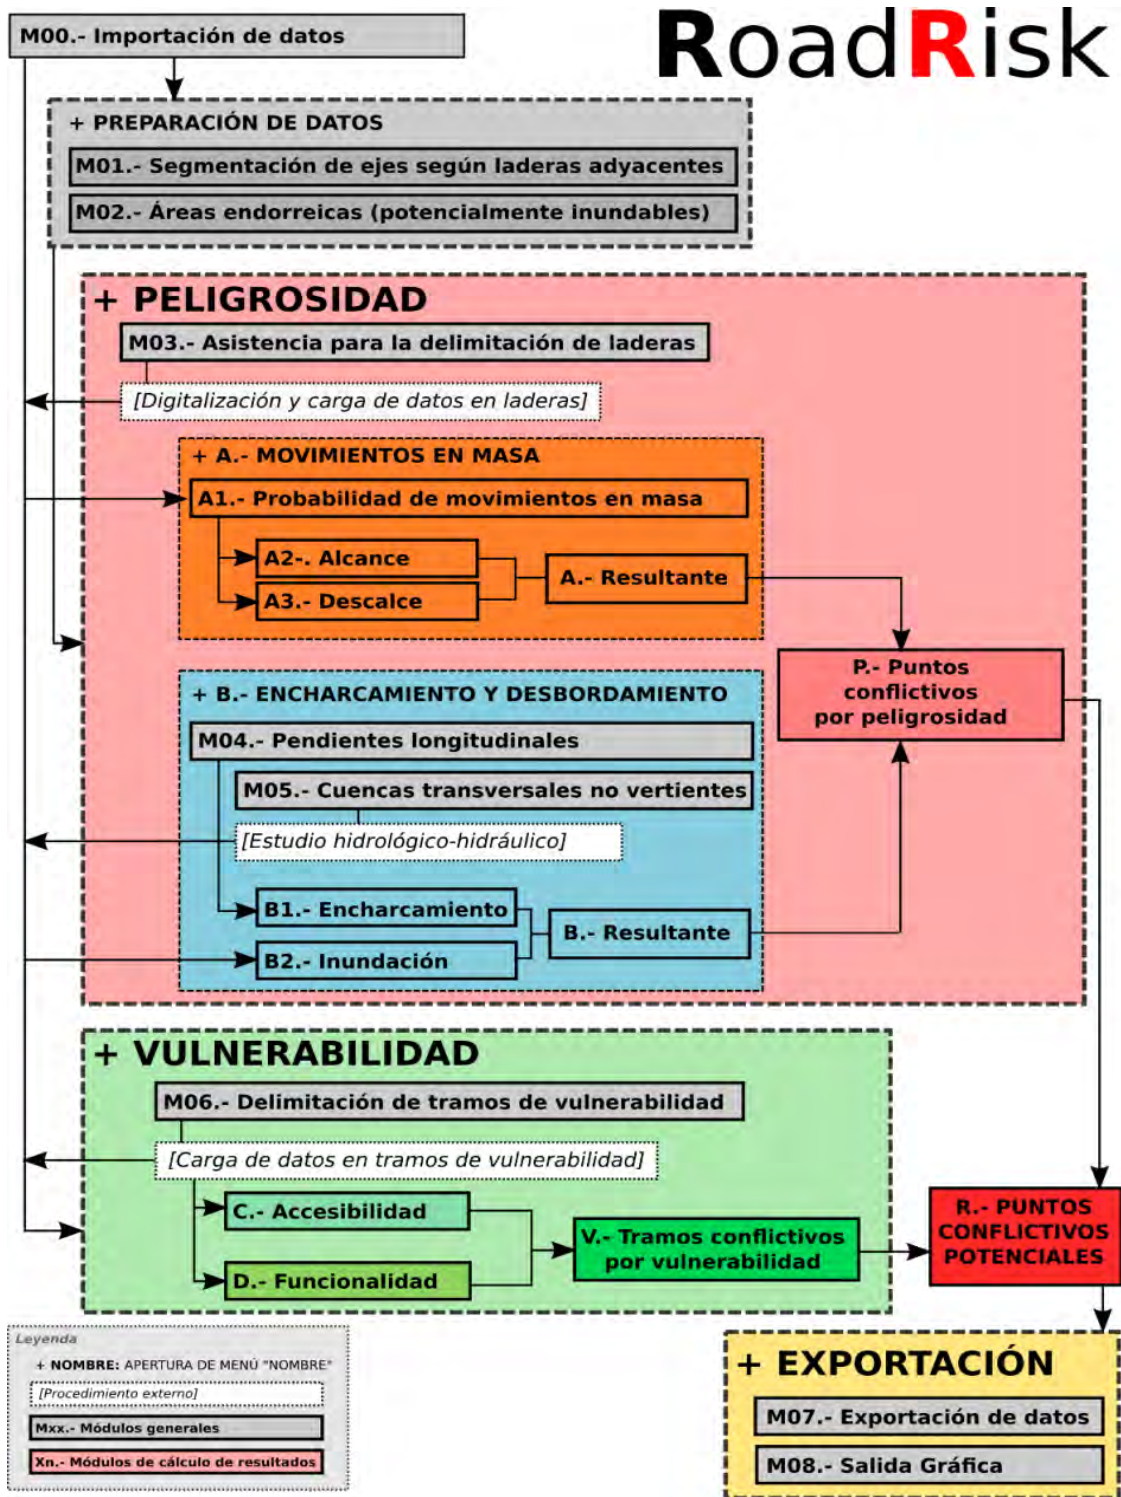 M00.- Importación de datos
RoadRisk
+ PREPARACIÓN DE DATOS
M01.- Segmentación de ejes según laderas adyacentes
M02.- Áreas endorreicas (potencialmente inundables)
+ PELIGROSIDAD
M03.- Asistencia para la delimitación de laderas
[Digitalización y carga de datos en laderas]
+ A.- MOVIMIENTOS EN MASA
A1.- Probabilidad de movimientos en masa
A2-. Alcance
A3.- Descalce
A.- Resultante
P.- Puntos
conflictivos
por peligrosidad
+ B.- ENCHARCAMIENTO Y DESBORDAMIENTO
M04.- Pendientes longitudinales
M05.- Cuencas transversales no vertientes
[Estudio hidrológico-hidráulico]
B1.- Encharcamiento
B2.- Inundación
B.- Resultante
+ VULNERABILIDAD
M06.- Delimitación de tramos de vulnerabilidad
[Carga de datos en tramos de vulnerabilidad]
C.- Accesibilidad
D.- Funcionalidad
V.- Tramos conflictivos
por vulnerabilidad
R.- PUNTOS
CONFLICTIVOS
POTENCIALES
Leyenda
+ NOMBRE: APERTURA DE MENÚ "NOMBRE"
[Procedimiento externo]
Mxx.- Módulos generales
Xn.- Módulos de cálculo de resultados
+ EXPORTACIÓN
M07.- Exportación de datos
M08.- Salida Gráfica